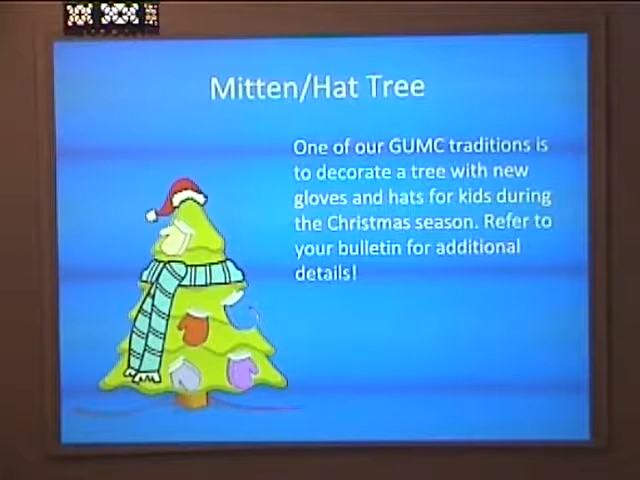 Mitten/Hat Tree
One of our GUMC traditions is
to decorate a tree with new
gloves and hats for kids during
the Christmas season. Refer to
your bulletin for additional
details!